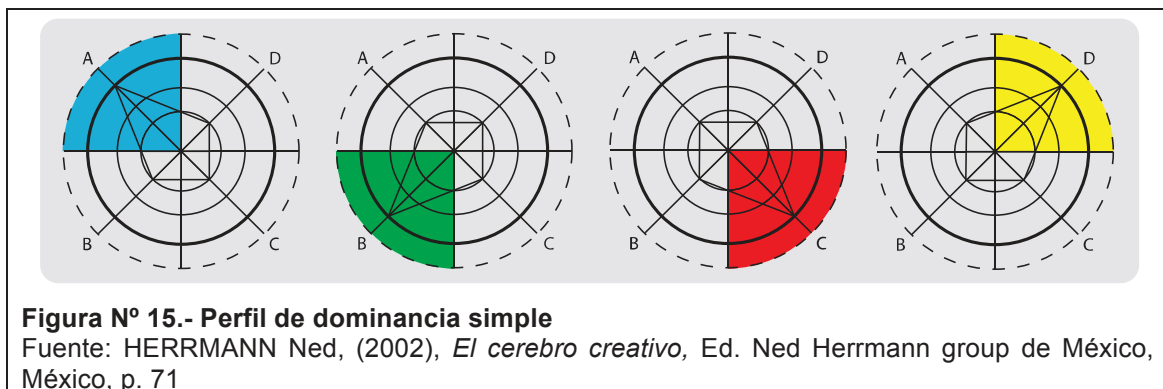 A D A D A D A D
B C B C B C B C
Figura Nº 15.- Perfil de dominancia simple
Fuente: HERRMANN Ned, (2002), El cerebro creativo, Ed. Ned Herrmann group de México,
México, p. 71